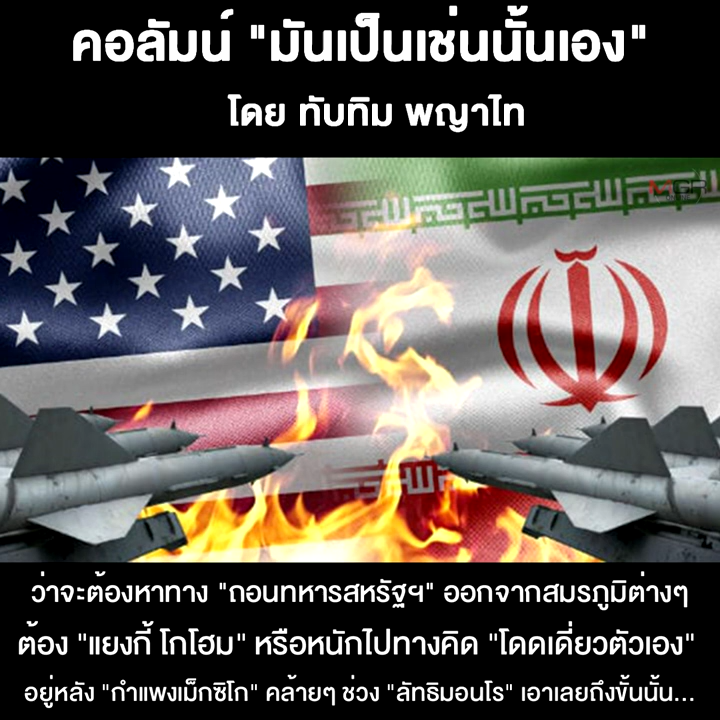 คอลัมน์ "มันเป็นเช่นนั้นเอง"
โดย ทับทิม พญาไท
MGR
ว่าจะต้องหาทาง "ถอนทหารสหรัฐฯ" ออกจากสมรภูมิต่างๆ
ต้อง "แยงกี้ โกโฮม" หรือหนักไปทางคิด "โดดเดี่ยวตัวเอง"
อยู่หลัง "กำแพงเม็กซิโก" คล้ายๆ ช่วง "ลัทธิมอนโร" เอาเลยถึงขั้นนั้น...